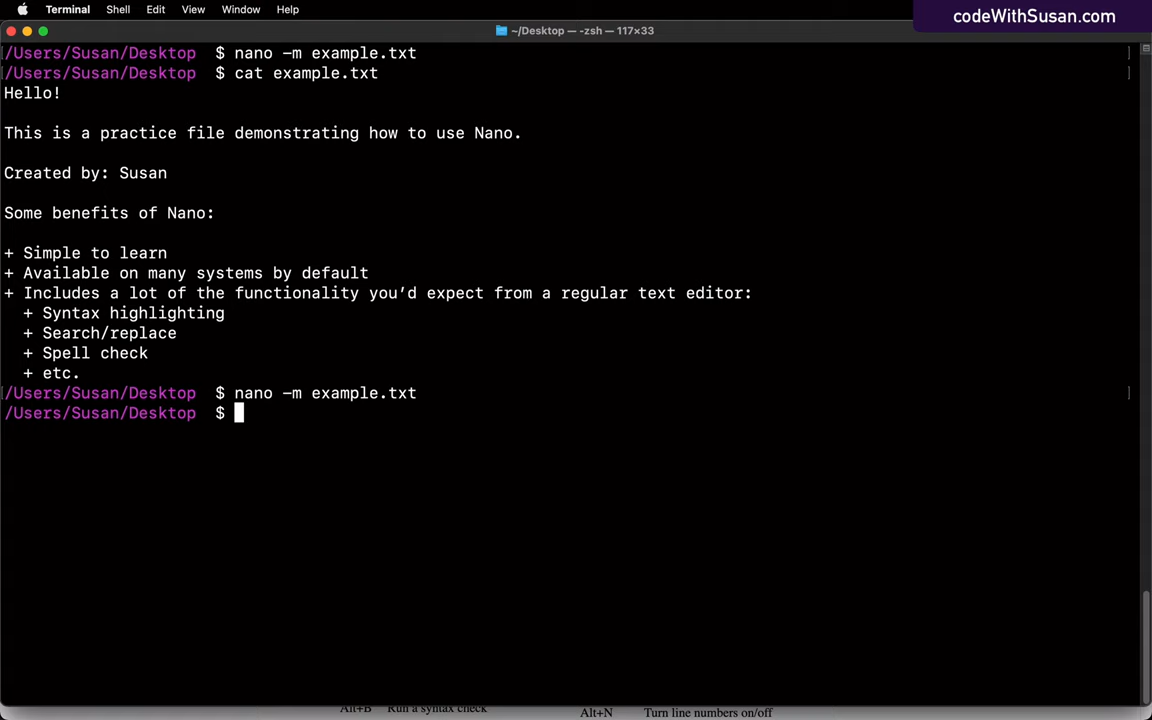 Terminal Shell Edit View Window Help
codeWithSusan.com
~/Desktop — -zsh — 117×33
/Users/Susan/Desktop $ nano -m example.txt
/Users/Susan/Desktop $ cat example.txt
Hello!
This is a practice file demonstrating how to use Nano.
Created by: Susan
Some benefits of Nano:
+ Simple to learn
+ Available on many systems by default
+ Includes a lot of the functionality you'd expect from a regular text editor:
+ Syntax highlighting
+ Search/replace
+ Spell check
+ etc.
/Users/Susan/Desktop $ nano -m example.txt
/Users/Susan/Desktop $
Alt+B Run a syntax check
Alt+N Turn line numbers on/off